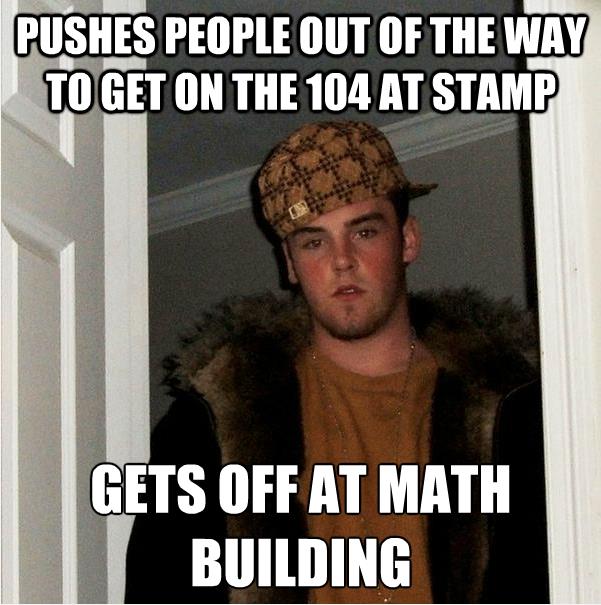 PUSHES PEOPLE OUT OF THE WAY
TO GET ON THE 104 AT STAMP
GETS OFF AT MATH
BUILDING